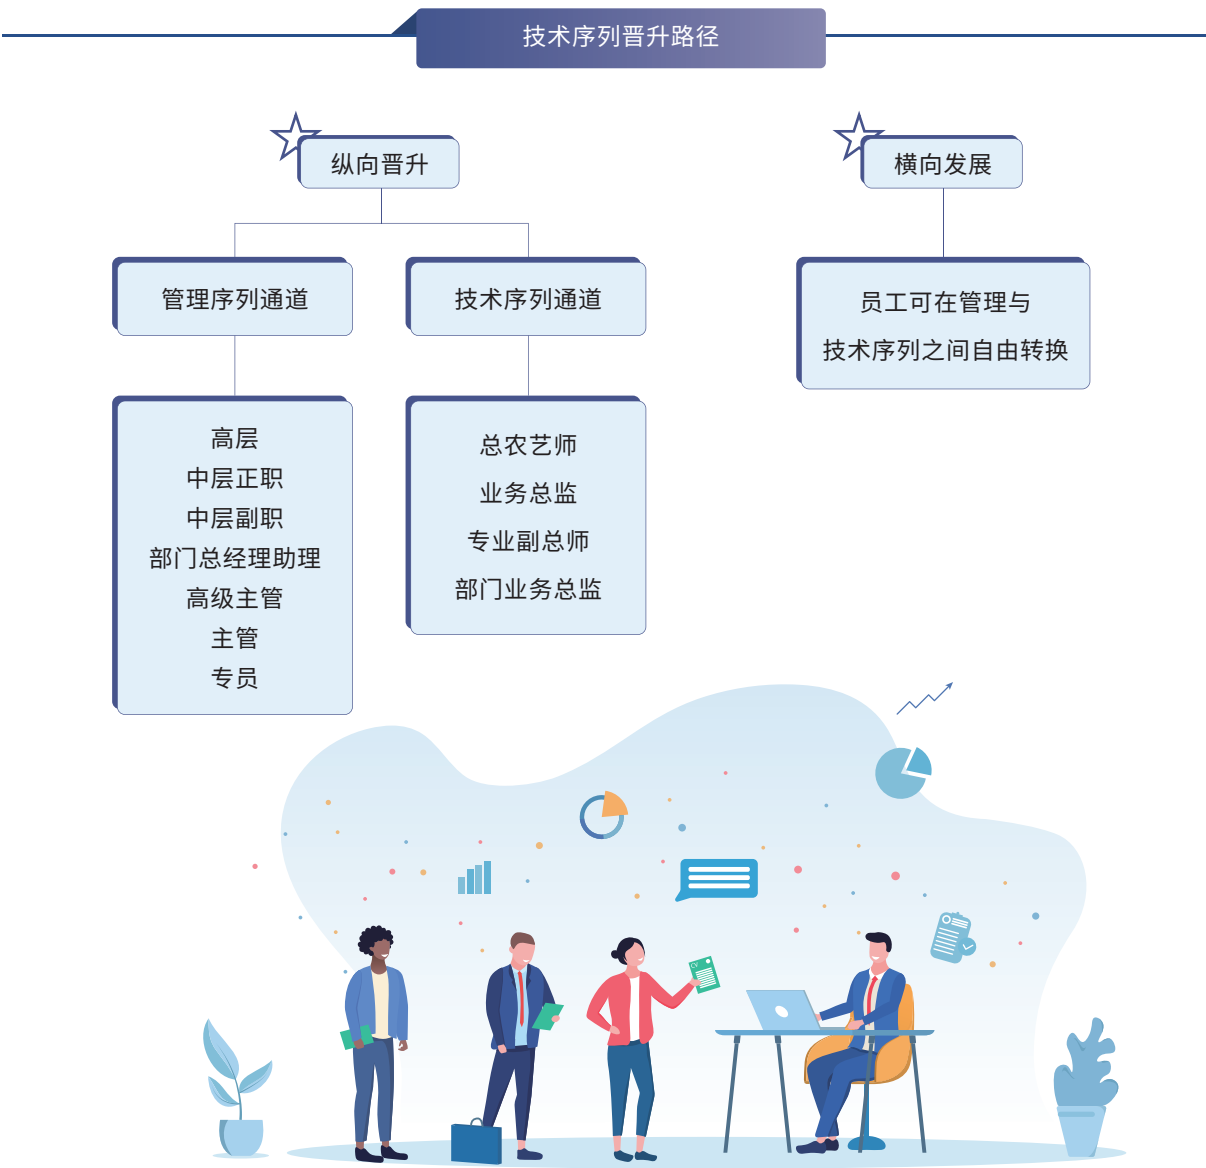 技术序列晋升路径
纵向晋升
管理序列通道
高层
中层正职
中层副职
部门总经理助理
高级主管
主管
专员
技术序列通道
总农艺师
业务总监
专业副总师
部门业务总监
横向发展
员工可在管理与
技术序列之间自由转换
CV